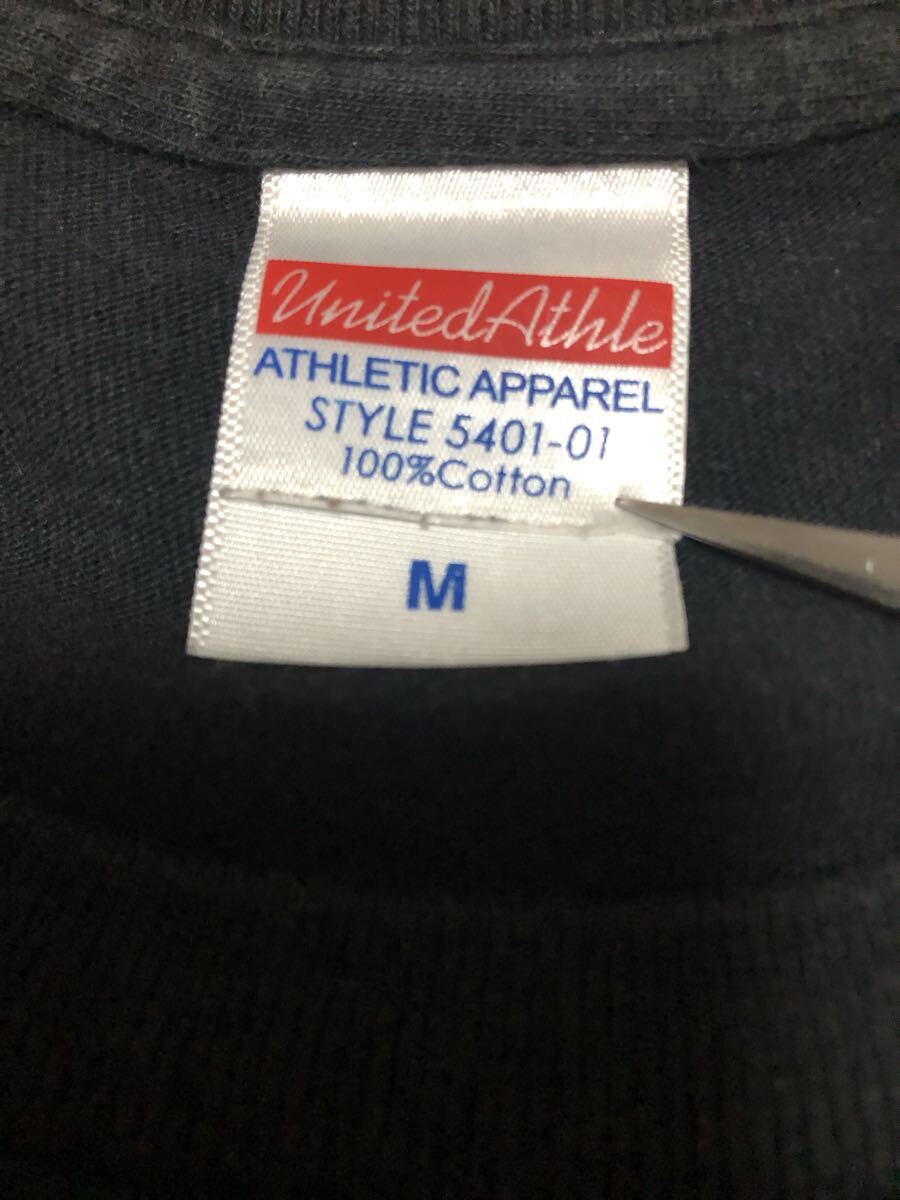 UnitedAthle
ATHLETIC APPAREL
STYLE 5401-01
100%Cotton
M